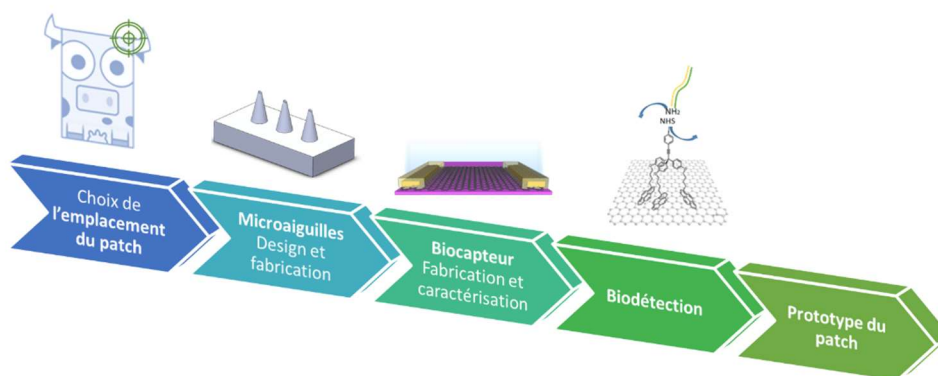 Choix de
l'emplacement
du patch
Microaiguilles
Design et
fabrication
Biocapteur
Fabrication et
caractérisation
NH₂
NHS
Biodétection
Prototype du
patch